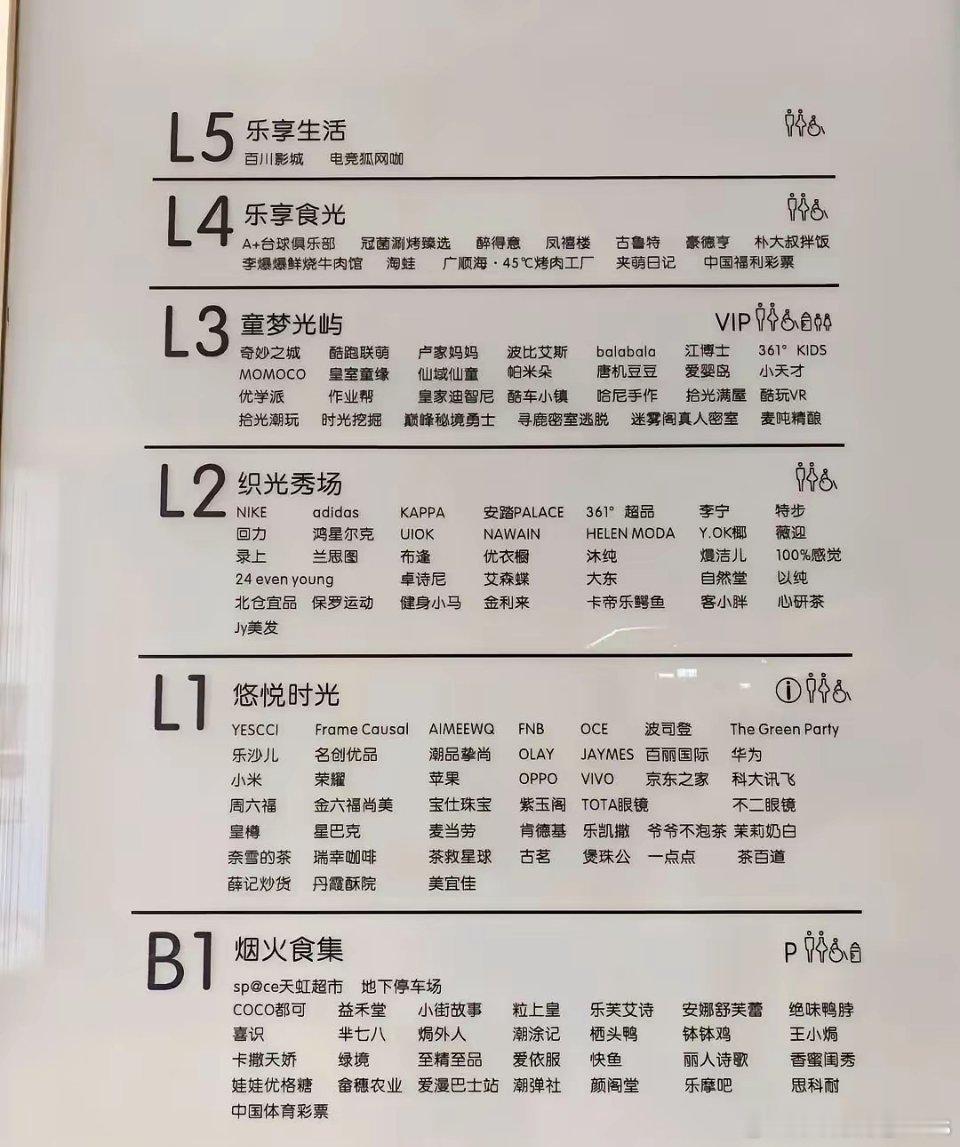 L5 乐享生活
百川影城 电竞狐网咖
L4 乐享食光
A+台球俱乐部 冠菌涮烤臻选 醉得意 凤禧楼 古鲁特 豪德亨 朴大叔拌饭
李爆爆鲜烧牛肉馆 淘蛙 广顺海·45℃烤肉工厂 夹萌日记 中国福利彩票
L3 童梦光屿 VIP
奇妙之城 酷跑联萌 卢家妈妈 波比艾斯 balabala 江博士 361° KIDS
MOMOCO 皇室童缘 仙域仙童 帕米朵 唐机豆豆 爱婴岛 小天才
优学派 作业帮 皇家迪智尼 酷车小镇 哈尼手作 拾光满屋 酷玩VR
拾光潮玩 时光挖掘 巅峰秘境勇士 寻鹿密室逃脱 迷雾阁真人密室 麦吨精酿
L2 织光秀场
NIKE adidas KAPPA 安踏PALACE 361° 超品 李宁 特步
回力 鸿星尔克 UIOK NAWAIN HELEN MODA Y.OK椰 薇迎
录上 兰思图 布逢 优衣橱 沐纯 熳洁儿 100%感觉
24 even young 卓诗尼 艾森蝶 大东 自然堂 以纯
北仓宜品 保罗运动 健身小马 金利来 卡帝乐鳄鱼 客小胖 心研茶
Jy美发
L1 悠悦时光
YESCCI Frame Causal AIMEEWQ FNB OCE 波司登 The Green Party
乐沙儿 名创优品 潮品挚尚 OLAY JAYMES 百丽国际 华为
小米 荣耀 苹果 OPPO VIVO 京东之家 科大讯飞
周六福 金六福尚美 宝仕珠宝 紫玉阁 TOTA眼镜 不二眼镜
皇樽 星巴克 麦当劳 肯德基 乐凯撒 爷爷不泡茶 茉莉奶白
奈雪的茶 瑞幸咖啡 茶救星球 古茗 煲珠公 一点点 茶百道
薛记炒货 丹霞酥院 美宜佳
B1 烟火食集 P
sp@ce天虹超市 地下停车场
COCO都可 益禾堂 小街故事 粒上皇 乐芙艾诗 安娜舒芙蕾 绝味鸭脖
喜识 芈七八 焗外人 潮涂记 栖头鸭 钵钵鸡 王小焗
卡撒天娇 绿境 至精至品 爱依服 快鱼 丽人诗歌 香蜜闺秀
娃娃优格糖 畲穗农业 爱漫巴士站 潮弹社 颜阁堂 乐摩吧 思科耐
中国体育彩票